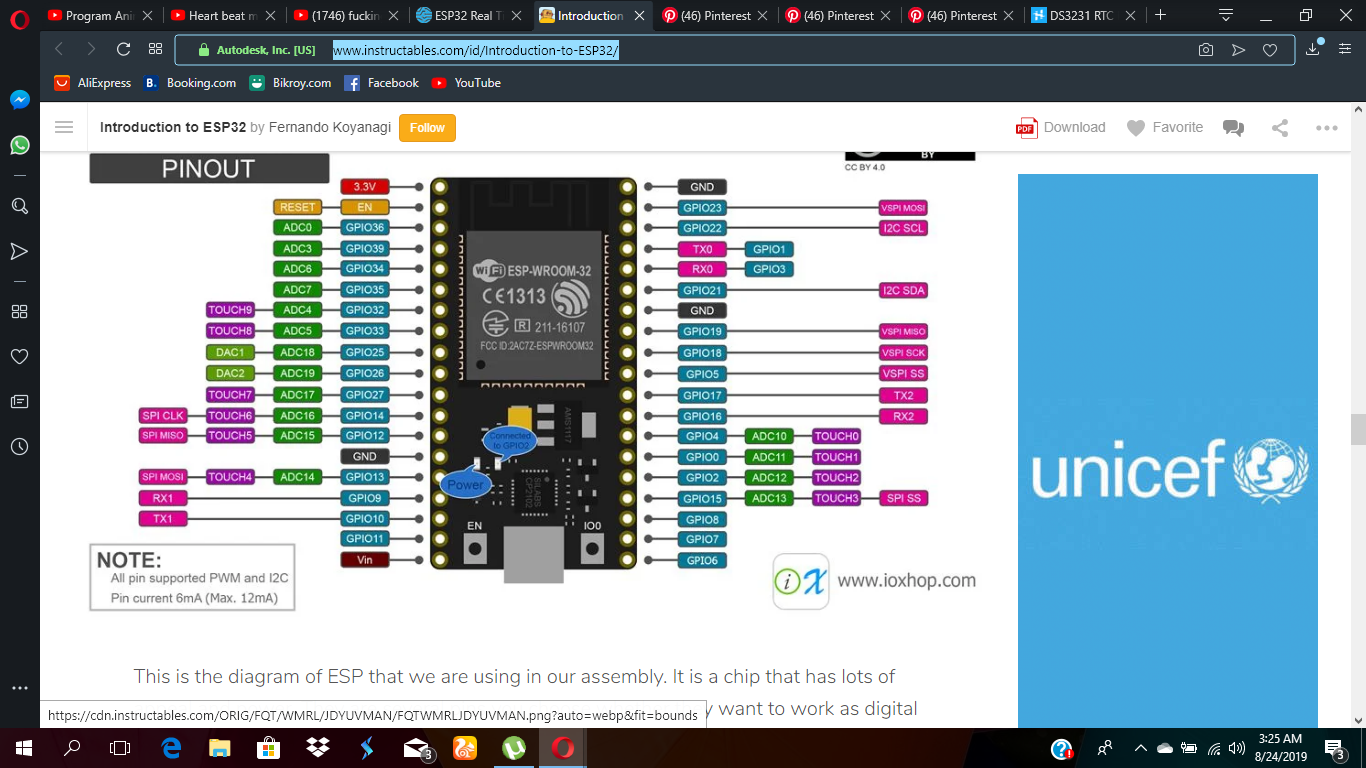 Program Ani
Heart beat m
(1746) fuckin
ESP32 Real T
Introduction
(46) Pinterest
(46) Pinterest
(46) Pinterest
DS3231 RTC
Autodesk, Inc. [US]
www.instructables.com/id/Introduction-to-ESP32/
AliExpress
B. Booking.com
Bikroy.com
Facebook
YouTube
Introduction to ESP32 by Fernando Koyanagi
Follow
PDF Download
Favorite
PINOUT
BY
CC BY 4.0
3.3V
RESET EN
ADC0 GPIO36
ADC3 GPIO39
ADC6 GPIO34
ADC7 GPIO35
TOUCH9 ADC4 GPIO32
TOUCH8 ADC5 GPIO33
DAC1 ADC18 GPIO25
DAC2 ADC19 GPIO26
TOUCH7 ADC17 GPIO27
SPI CLK TOUCH6 ADC16 GPIO14
SPI MISO TOUCH5 ADC15 GPIO12
GND
SPI MOSI TOUCH4 ADC14 GPIO13
RX1 GPIO9
TX1 GPIO10
GPIO11
Vin
WiFi ESP-WROOM-32
CE1313
R 211-16107
FCC ID:2AC7Z-ESPWROOM32
AMS1117
Connected
to GPIO2
Power
SILABS
CP2102
EN
IO0
GND
GPIO23 VSPI MOSI
GPIO22 I2C SCL
TX0 GPIO1
RX0 GPIO3
GPIO21 I2C SDA
GND
GPIO19 VSPI MISO
GPIO18 VSPI SCK
GPIO5 VSPI SS
GPIO17 TX2
GPIO16 RX2
GPIO4 ADC10 TOUCH0
GPIO0 ADC11 TOUCH1
GPIO2 ADC12 TOUCH2
GPIO15 ADC13 TOUCH3 SPI SS
GPIO8
GPIO7
GPIO6
NOTE:
All pin supported PWM and I2C
Pin current 6mA (Max. 12mA)
iX www.ioxhop.com
unicef
This is the diagram of ESP that we are using in our assembly. It is a chip that has lots of
y want to work as digital
https://cdn.instructables.com/ORIG/FQT/WMRL/JDYUVMAN/FQTWMRLJDYUVMAN.png?auto=webp&fit=bounds
3
3:25 AM
8/24/2019
3